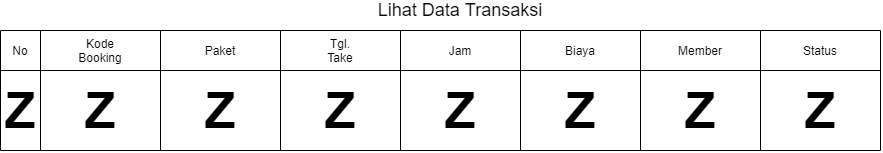 Lihat Data Transaksi
No Kode Booking Paket Tgl. Take Jam Biaya Member Status
Z Z Z Z Z Z Z Z